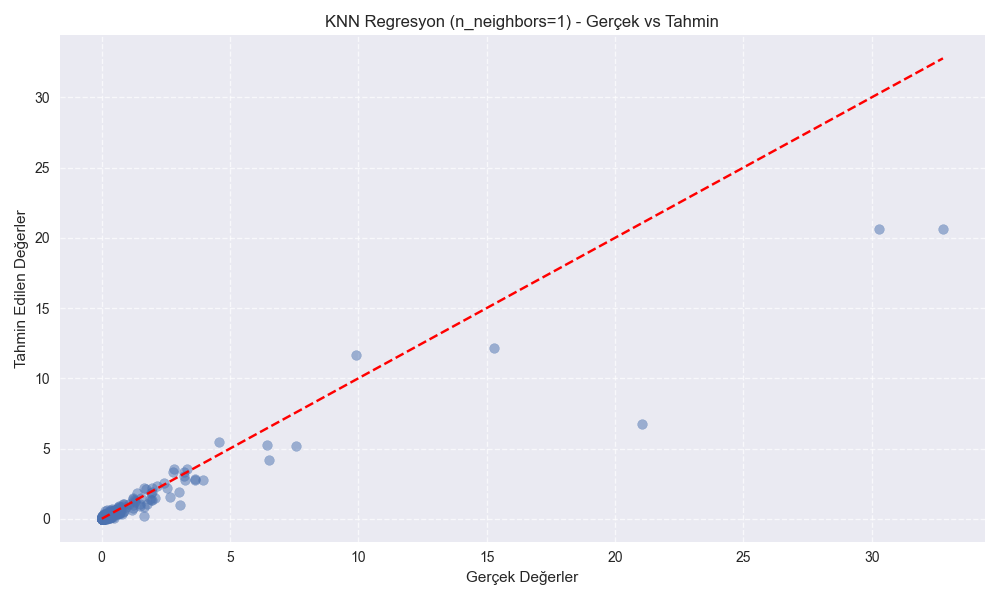 KNN Regresyon (n_neighbors=1) - Gerçek vs Tahmin
Tahmin Edilen Değerler
30
25
20
15
10
5
0
0 5 10 15 20 25 30
Gerçek Değerler